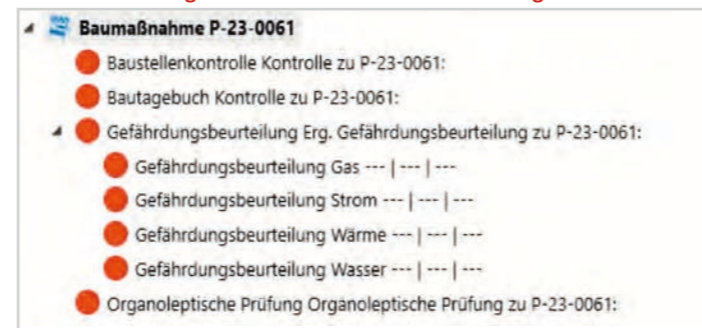 Baumaßnahme P-23-0061
Baustellenkontrolle Kontrolle zu P-23-0061:
Bautagebuch Kontrolle zu P-23-0061:
Gefährdungsbeurteilung Erg. Gefährdungsbeurteilung zu P-23-0061:
Gefährdungsbeurteilung Gas --- | --- | ---
Gefährdungsbeurteilung Strom --- | --- | ---
Gefährdungsbeurteilung Wärme --- | --- | ---
Gefährdungsbeurteilung Wasser --- | --- | ---
Organoleptische Prüfung Organoleptische Prüfung zu P-23-0061: